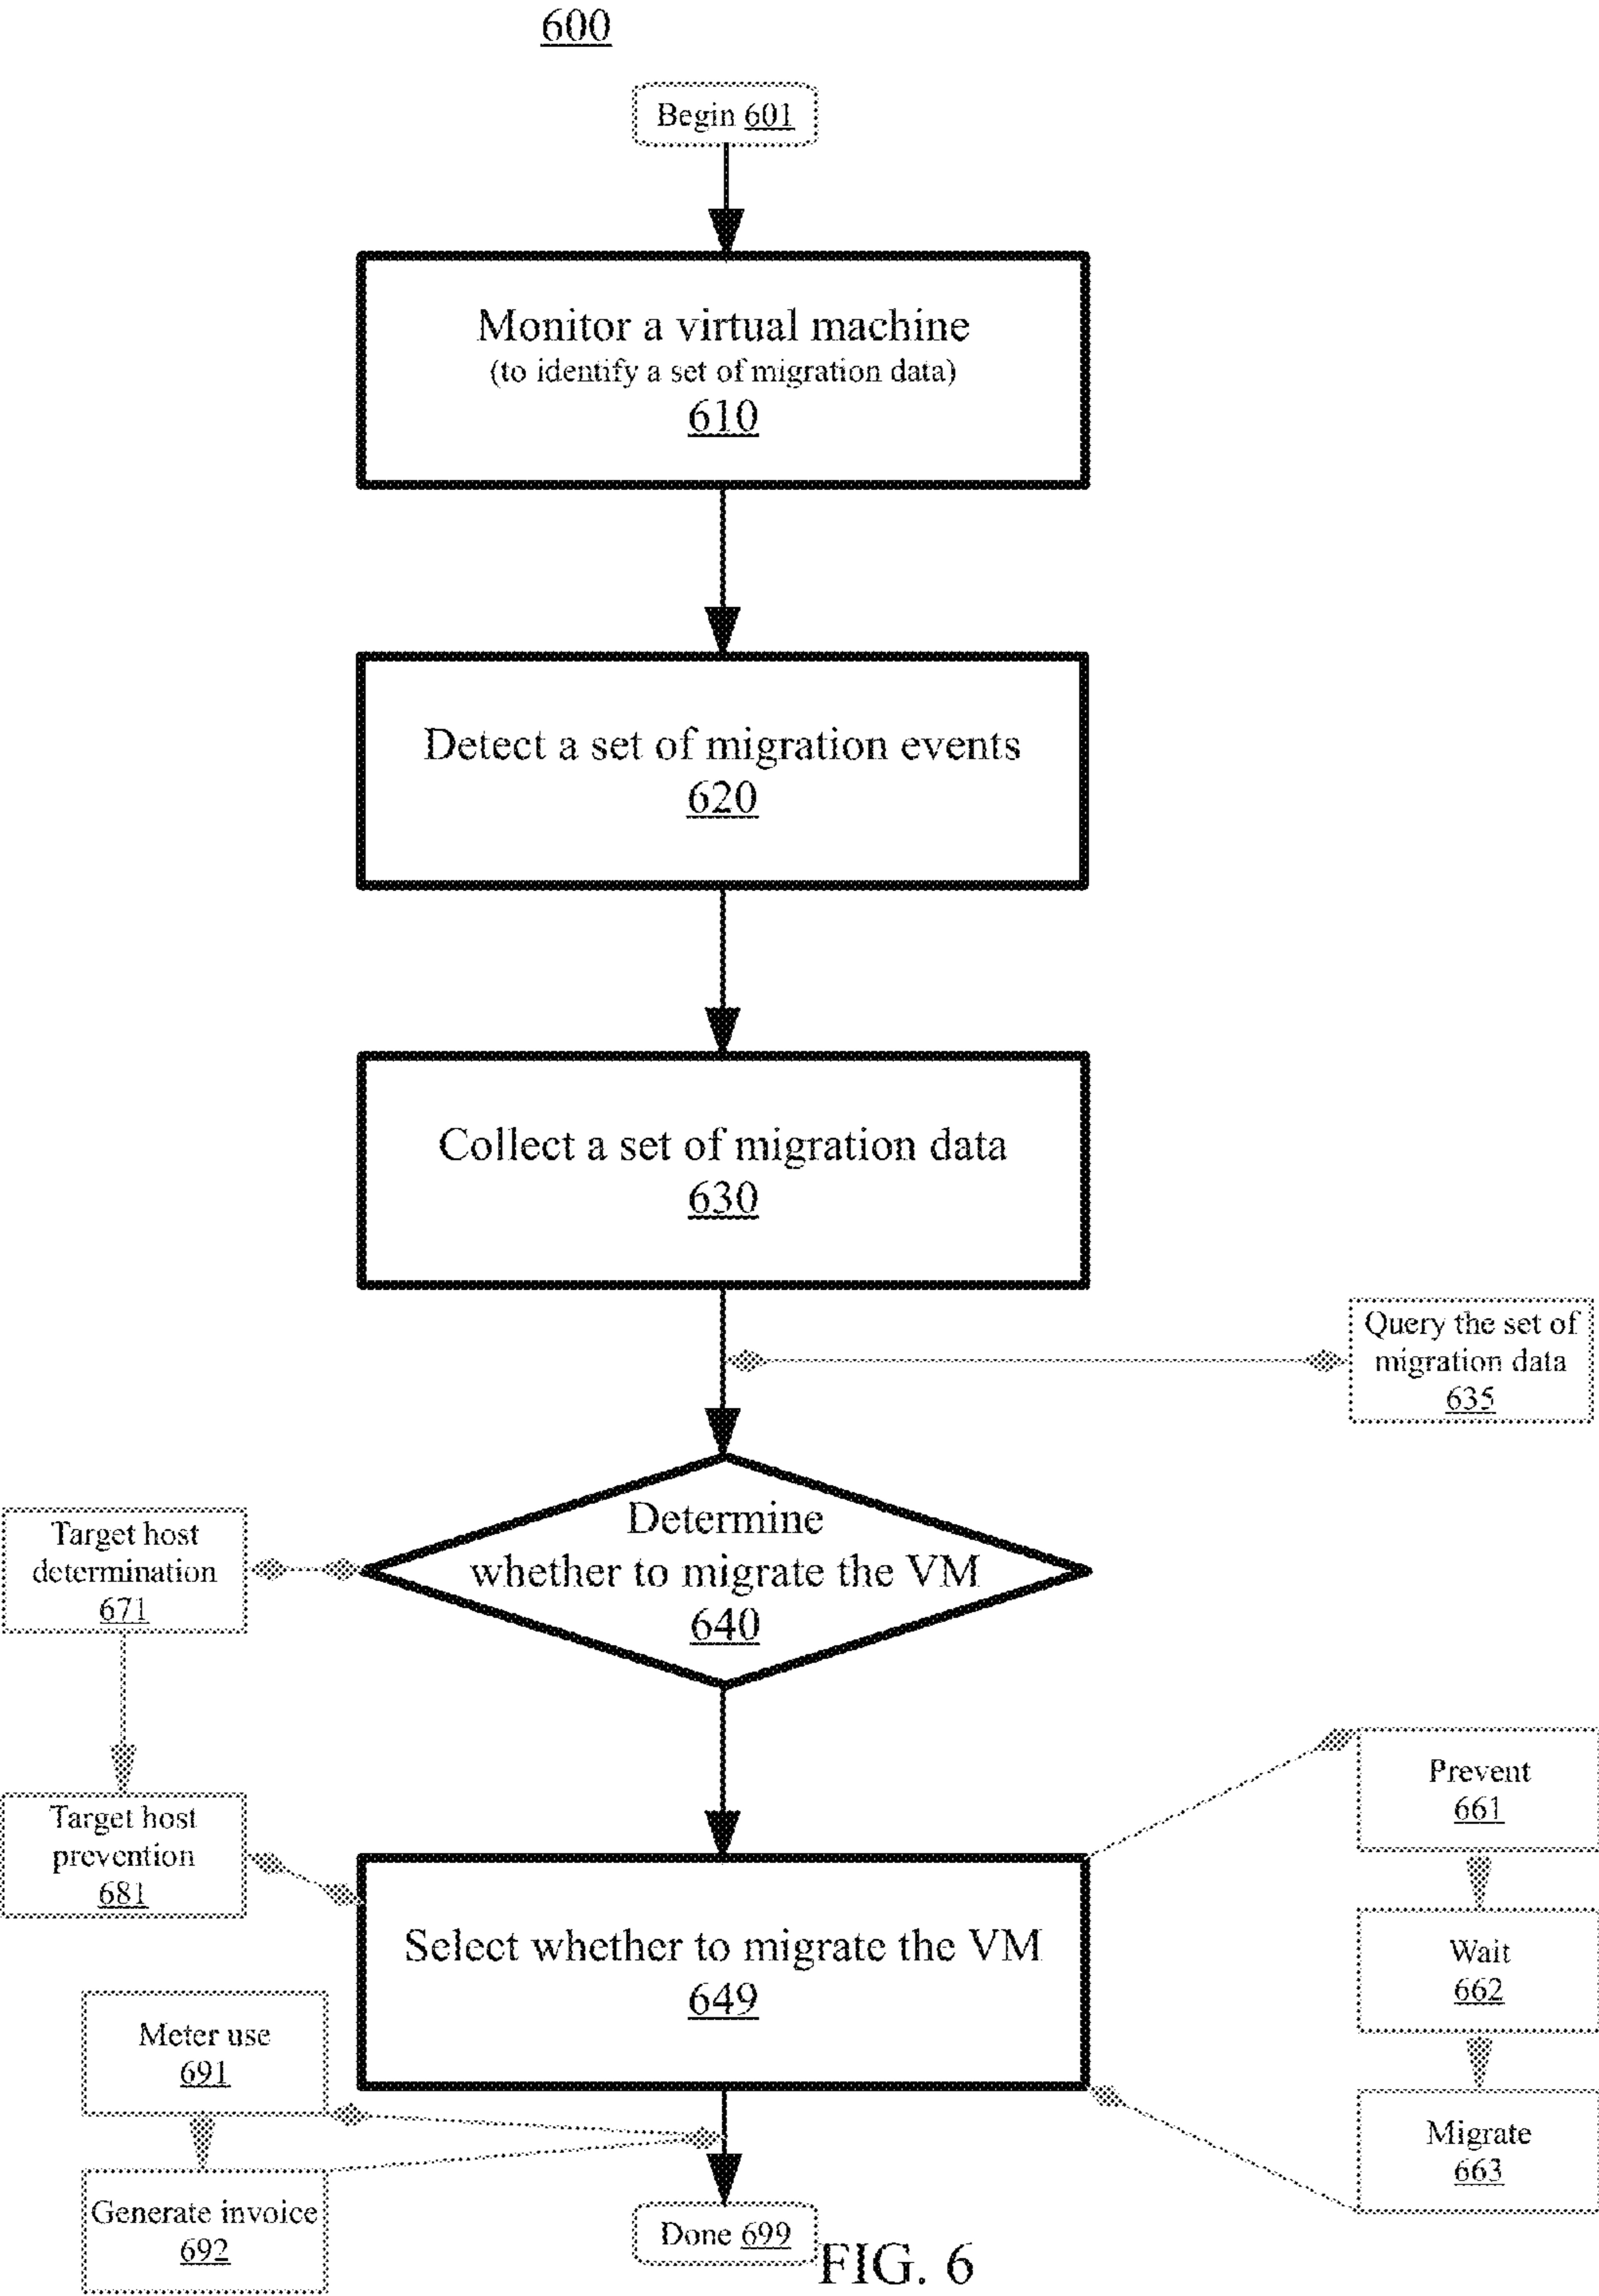 600
Begin 601
Monitor a virtual machine
(to identify a set of migration data)
610
Detect a set of migration events
620
Collect a set of migration data
630
Query the set of
migration data
635
Determine
whether to migrate the VM
640
Target host
determination
671
Target host
prevention
681
Prevent
661
Wait
662
Migrate
663
Select whether to migrate the VM
649
Meter use
691
Generate invoice
692
Done 699
FIG. 6